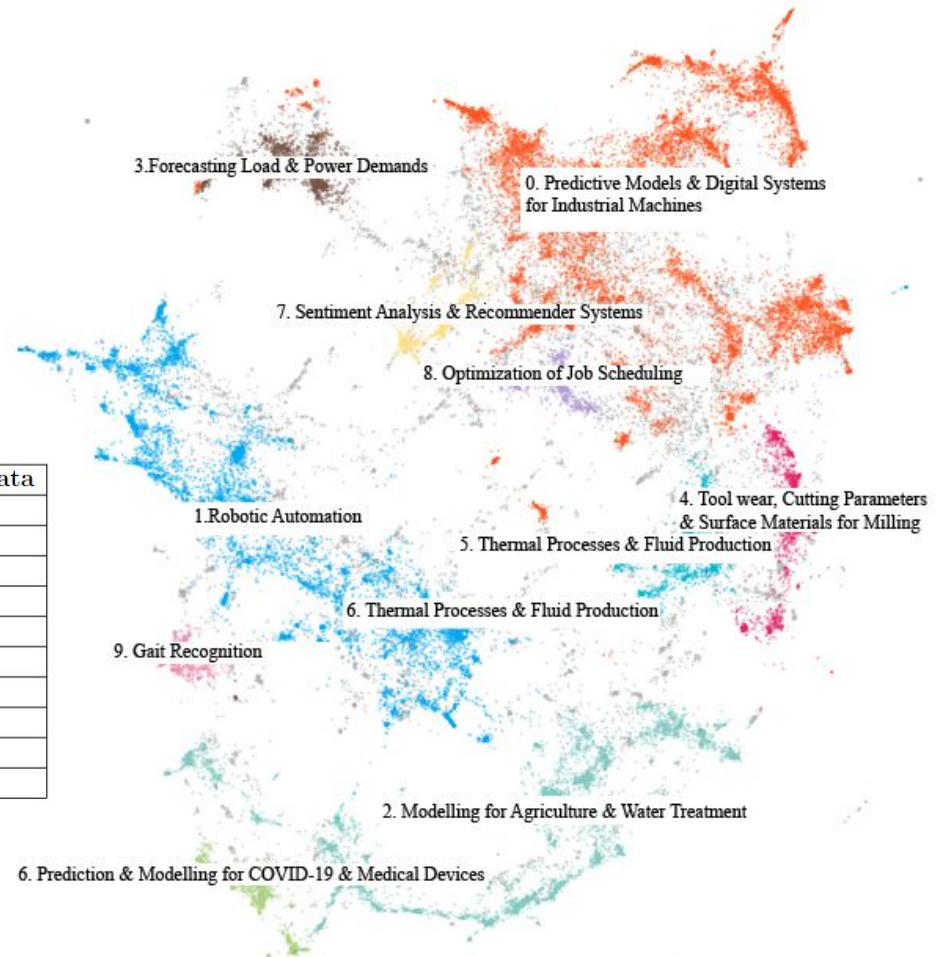 3.Forecasting Load & Power Demands
0. Predictive Models & Digital Systems
for Industrial Machines
7. Sentiment Analysis & Recommender Systems
8. Optimization of Job Scheduling
ata
4. Tool wear, Cutting Parameters
& Surface Materials for Milling
1.Robotic Automation
5. Thermal Processes & Fluid Production
6. Thermal Processes & Fluid Production
9. Gait Recognition
2. Modelling for Agriculture & Water Treatment
6. Prediction & Modelling for COVID-19 & Medical Devices